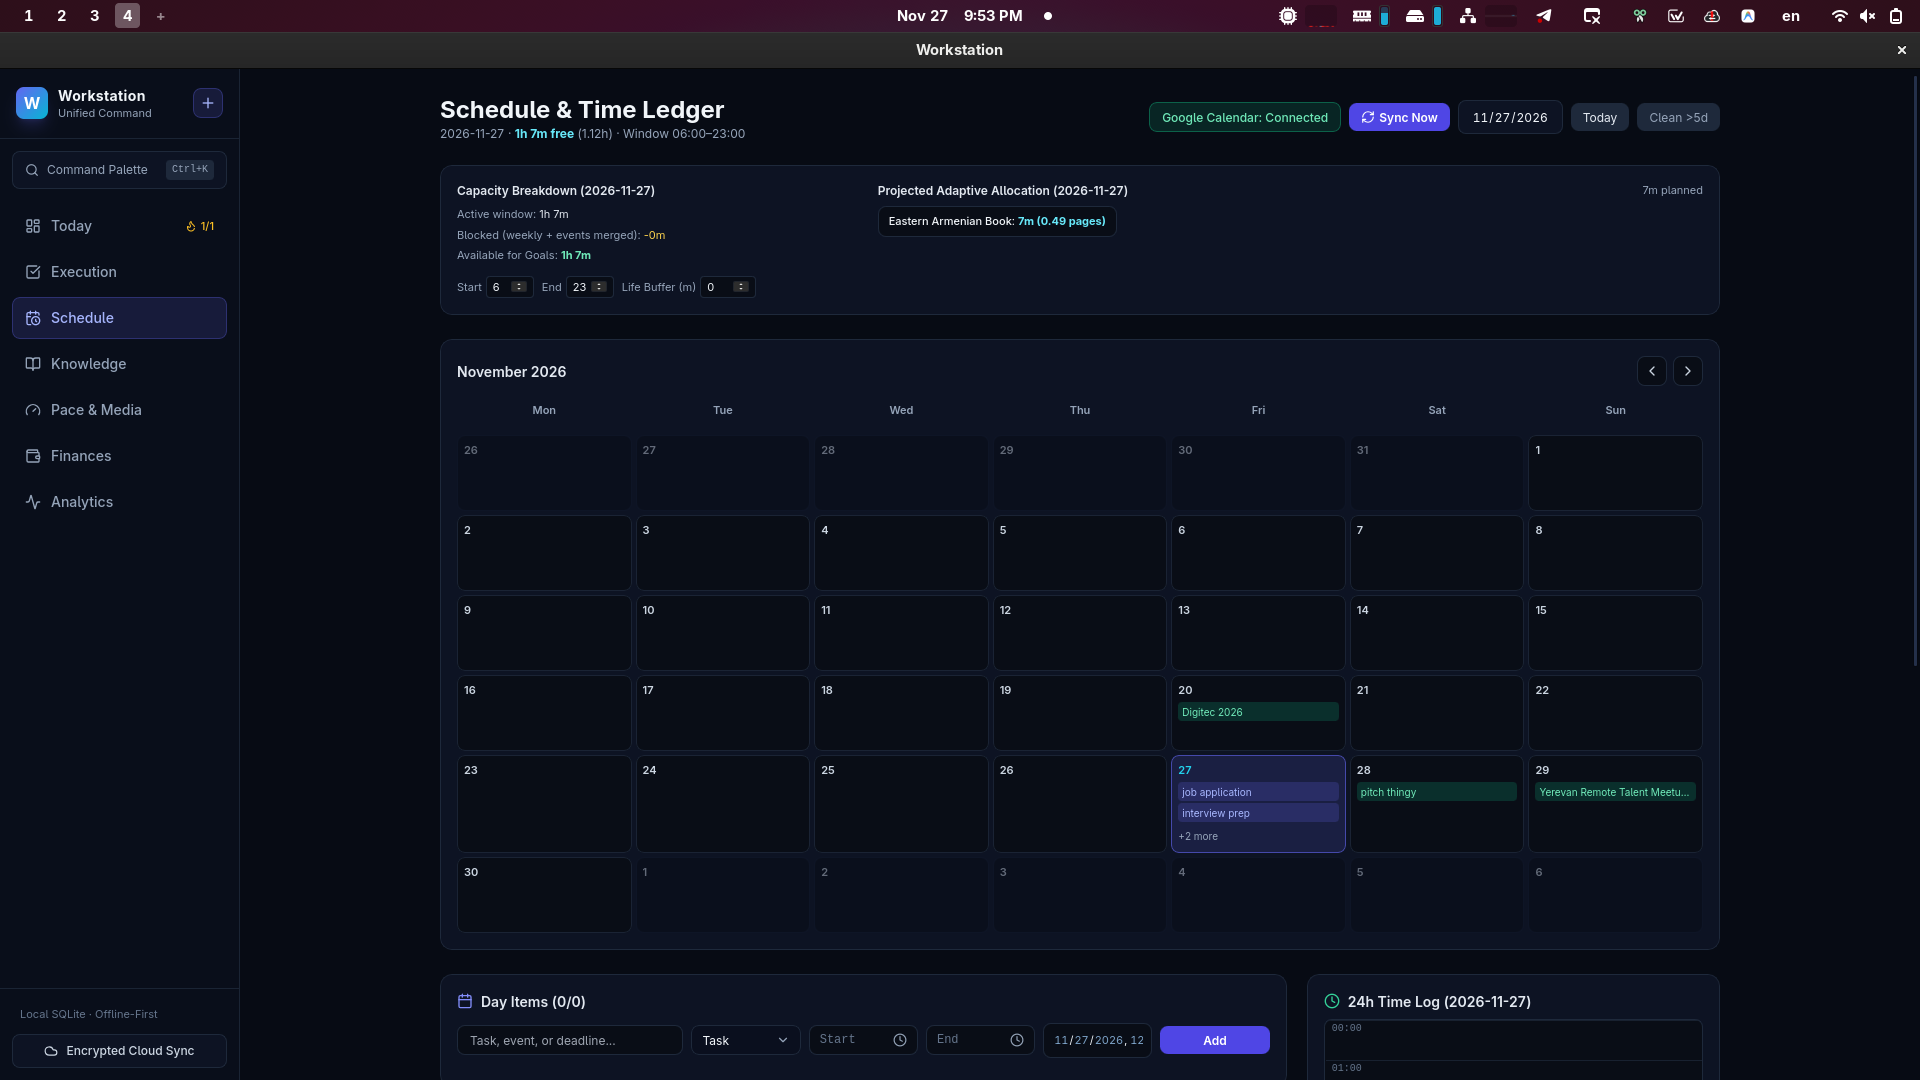 1 2 3 4 +
Nov 27 9:53 PM
en
Workstation
W
Workstation
Unified Command
Command Palette Ctrl+K
Today 1/1
Execution
Schedule
Knowledge
Pace & Media
Finances
Analytics
Local SQLite · Offline-First
Encrypted Cloud Sync
Schedule & Time Ledger
2026-11-27 · 1h 7m free (1.12h) · Window 06:00–23:00
Google Calendar: Connected
Sync Now
11/27/2026
Today
Clean >5d
Capacity Breakdown (2026-11-27)
Active window: 1h 7m
Blocked (weekly + events merged): -0m
Available for Goals: 1h 7m
Start 6 End 23 Life Buffer (m) 0
Projected Adaptive Allocation (2026-11-27)
7m planned
Eastern Armenian Book: 7m (0.49 pages)
November 2026
Mon Tue Wed Thu Fri Sat Sun
26 27 28 29 30 31 1
2 3 4 5 6 7 8
9 10 11 12 13 14 15
16 17 18 19 20 21 22
Digitec 2026
23 24 25 26 27 28 29
job application pitch thingy Yerevan Remote Talent Meetu...
interview prep
+2 more
30 1 2 3 4 5 6
Day Items (0/0)
Task, event, or deadline... Task Start End 11/27/2026, 12 Add
24h Time Log (2026-11-27)
00:00
01:00